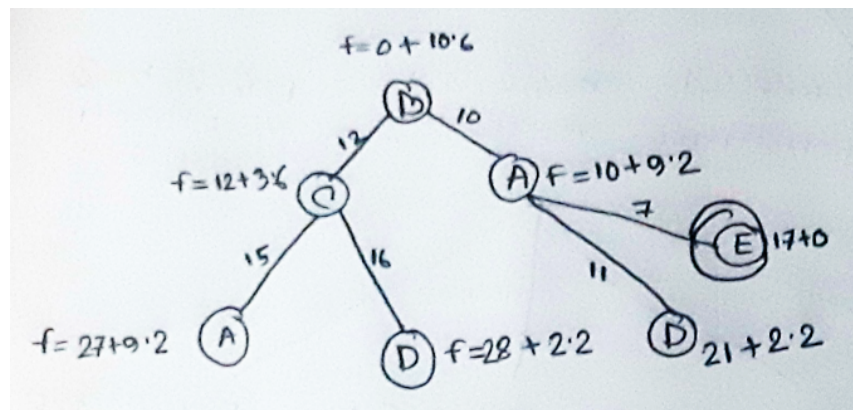 f=0+10.6
B
12
10
f=12+3.6
C
A
F=10+9.2
7
E
17+0
15
16
11
f=27+9.2
A
D
f=28+2.2
D
21+2.2